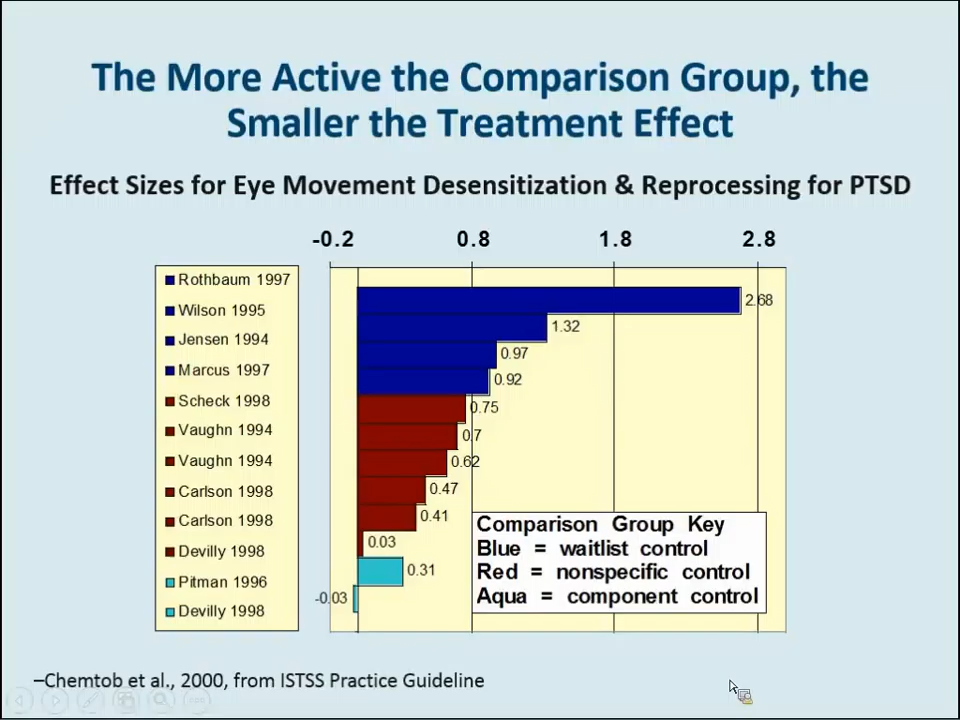 The More Active the Comparison Group, the
Smaller the Treatment Effect
Effect Sizes for Eye Movement Desensitization & Reprocessing for PTSD
-0.2 0.8 1.8 2.8
Rothbaum 1997
Wilson 1995
Jensen 1994
Marcus 1997
Scheck 1998
Vaughn 1994
Vaughn 1994
Carlson 1998
Carlson 1998
Devilly 1998
Pitman 1996
Devilly 1998
2.68
1.32
0.97
0.92
0.75
0.7
0.62
0.47
0.41
0.03
0.31
-0.03
Comparison Group Key
Blue = waitlist control
Red = nonspecific control
Aqua = component control
–Chemtob et al., 2000, from ISTSS Practice Guideline